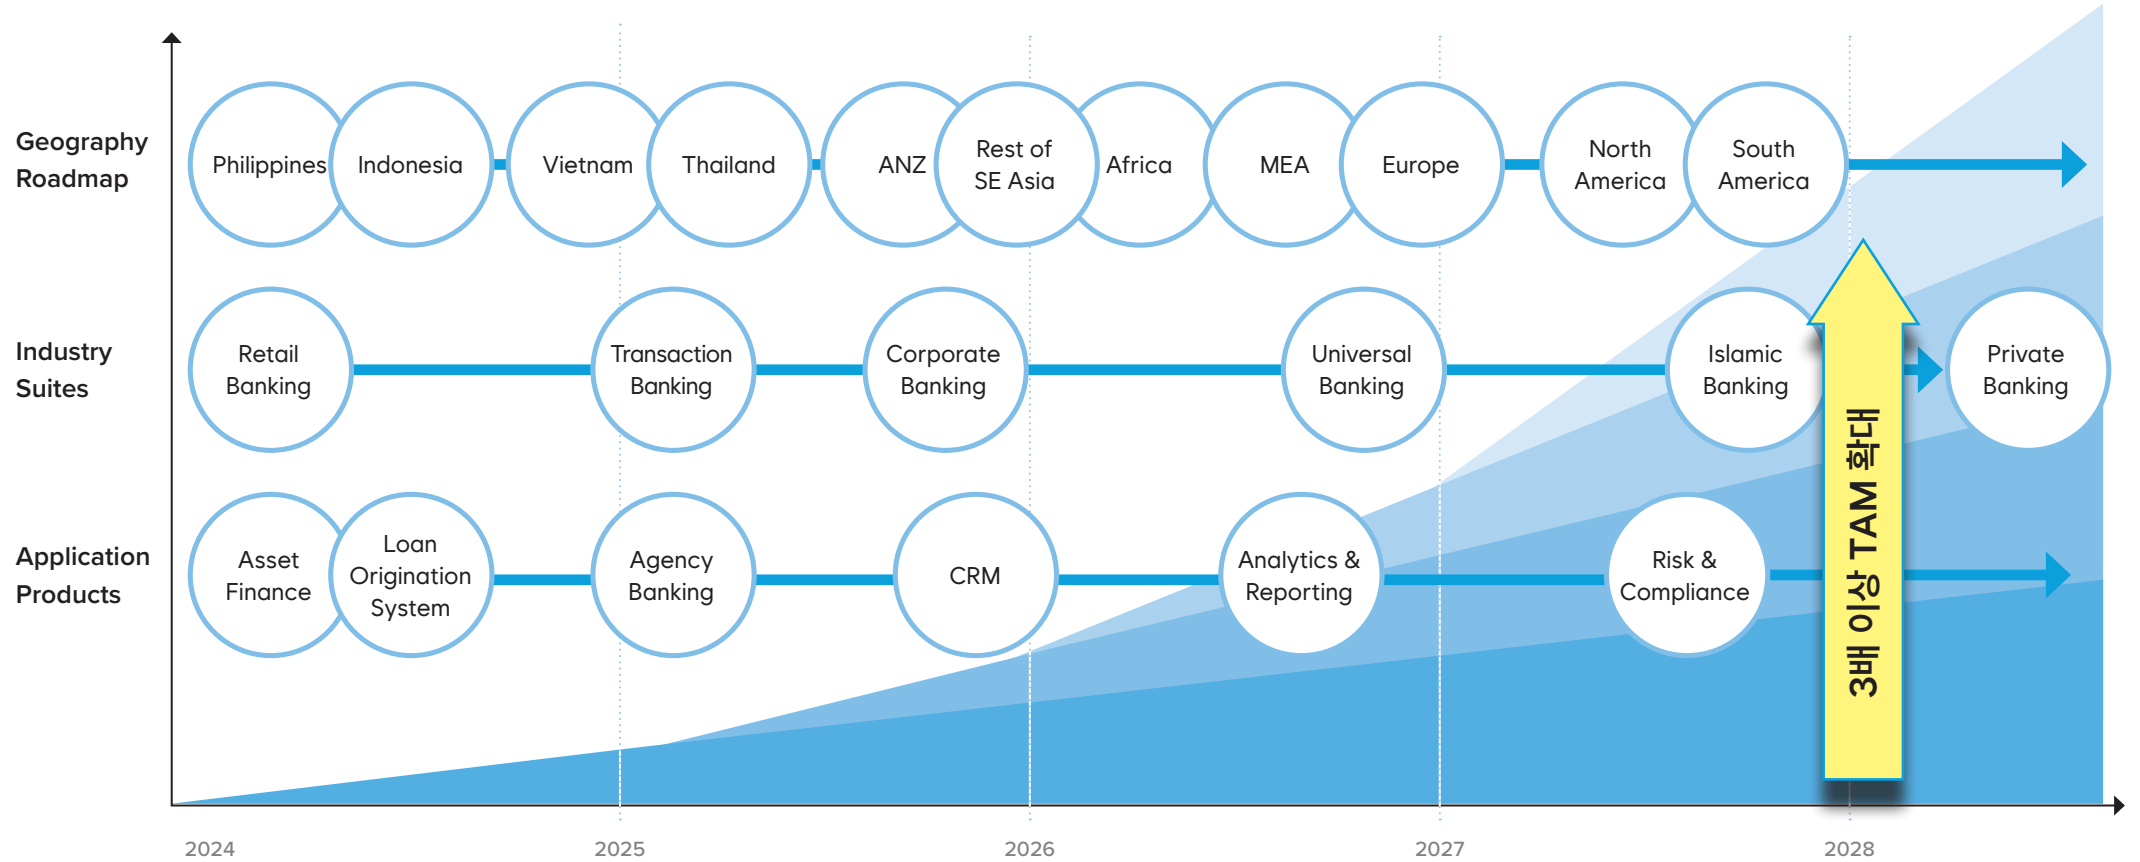 Geography
Roadmap
Philippines
Indonesia
Vietnam
Thailand
ANZ
Rest of
SE Asia
Africa
MEA
Europe
North
America
South
America
Industry
Suites
Retail
Banking
Transaction
Banking
Corporate
Banking
Universal
Banking
Islamic
Banking
Private
Banking
Application
Products
Asset
Finance
Loan
Origination
System
Agency
Banking
CRM
Analytics &
Reporting
Risk &
Compliance
3배 이상 TAM 확대
2024
2025
2026
2027
2028